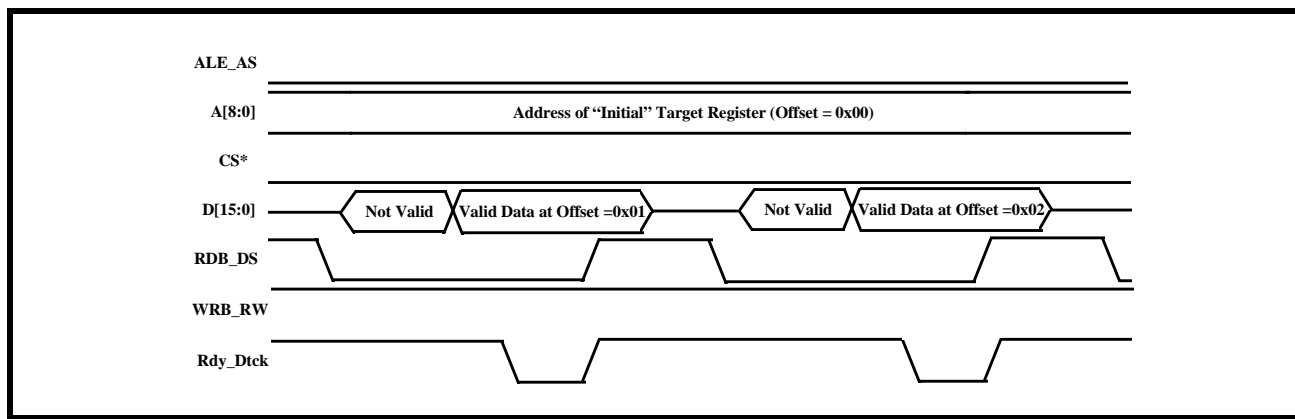 ALE_AS
A[8:0] Address of “Initial” Target Register (Offset = 0x00)
CS*
D[15:0] Not Valid Valid Data at Offset =0x01 Not Valid Valid Data at Offset =0x02
RDB_DS
WRB_RW
Rdy_Dtck